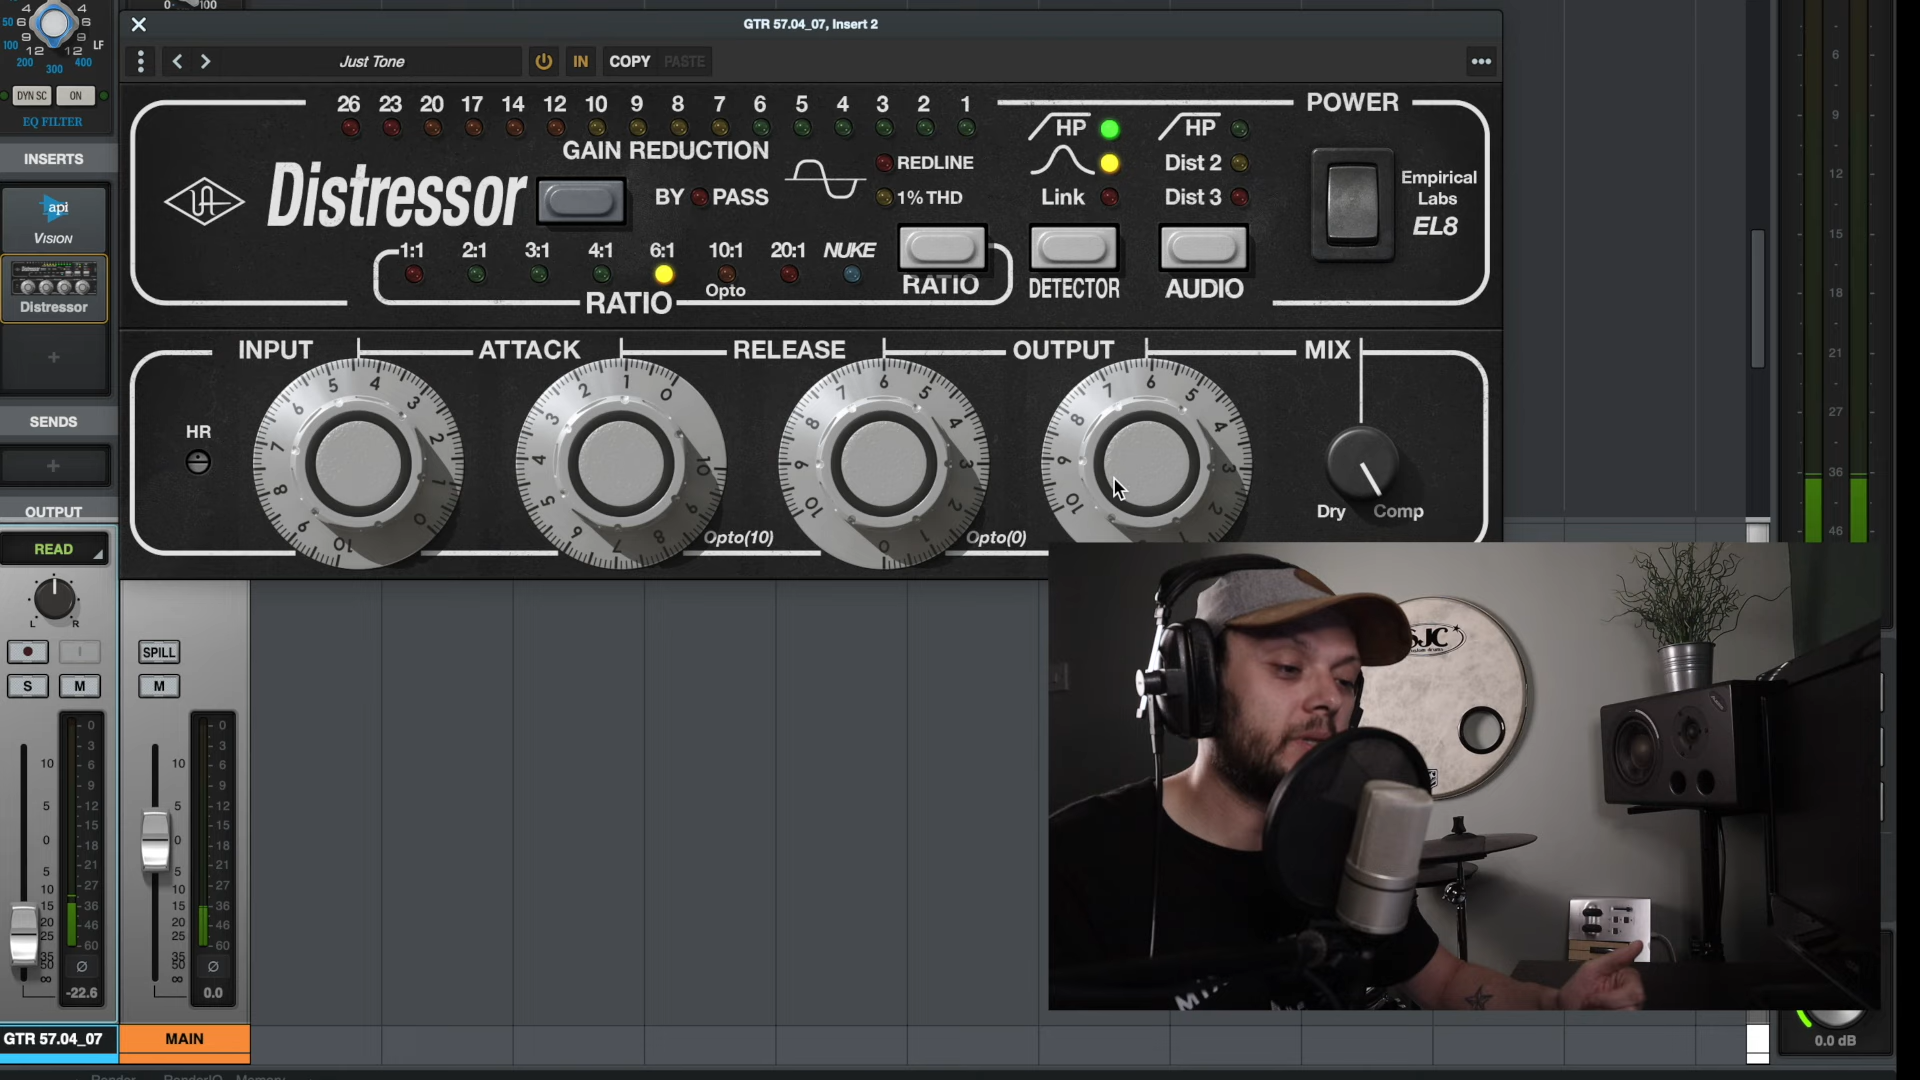 GTR 57.04_07, Insert 2
Just Tone
IN
COPY
PASTE
DYN SC
ON
EQ FILTER
INSERTS
api
VISION
Distressor
SENDS
OUTPUT
READ
L R
S M
SPILL
M
-22.6
0.0
GTR 57.04_07
MAIN
26 23 20 17 14 12 10 9 8 7 6 5 4 3 2 1
GAIN REDUCTION
Distressor
BY PASS
REDLINE
1% THD
HP
Link
HP
Dist 2
Dist 3
POWER
Empirical
Labs
EL8
1:1 2:1 3:1 4:1 6:1 10:1 20:1 NUKE
Opto
RATIO
RATIO
DETECTOR
AUDIO
INPUT
ATTACK
RELEASE
OUTPUT
MIX
HR
Opto(10)
Opto(0)
Dry
Comp
SJC
0.0 dB